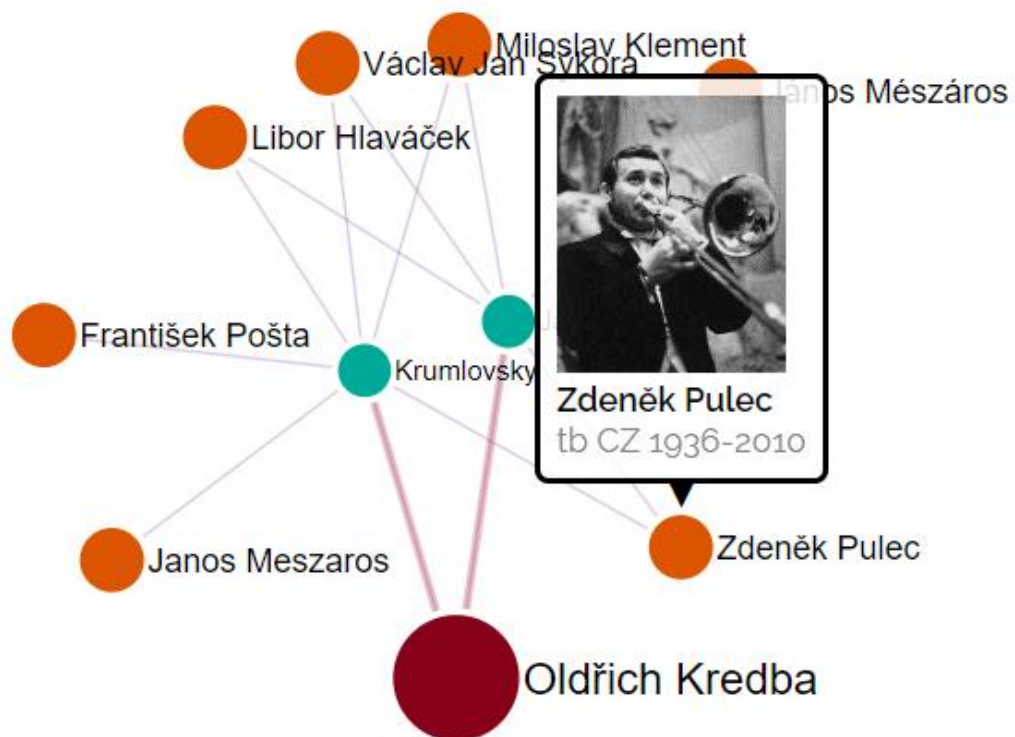 Miloslav Klement
Václav Jan Sýkora
Mészáros
Libor Hlaváček
František Pošta
Krumlovsky
Zdeněk Pulec
tb CZ 1936-2010
Zdeněk Pulec
Janos Meszaros
Oldřich Kredba